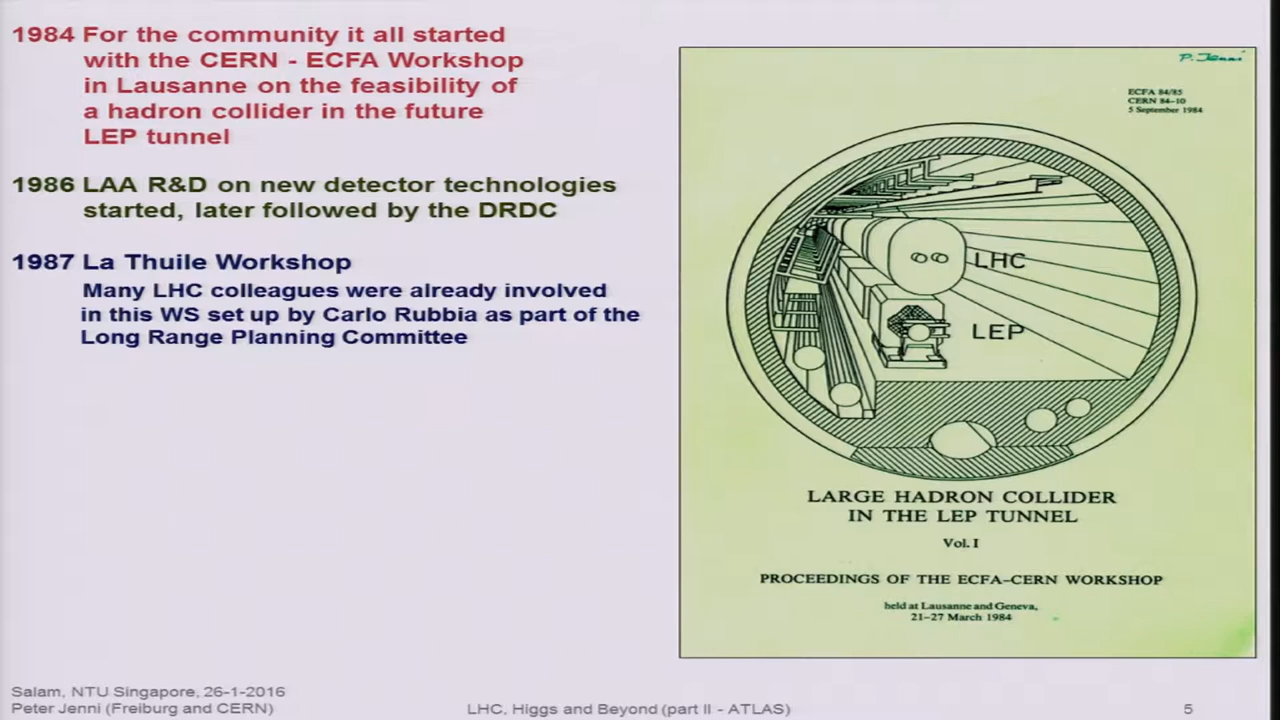 1984 For the community it all started
with the CERN - ECFA Workshop
in Lausanne on the feasibility of
a hadron collider in the future
LEP tunnel
1986 LAA R&D on new detector technologies
started, later followed by the DRDC
1987 La Thuile Workshop
Many LHC colleagues were already involved
in this WS set up by Carlo Rubbia as part of the
Long Range Planning Committee
P. Jenni
ECFA 84/85
CERN 84-10
5 September 1984
LHC
LEP
LARGE HADRON COLLIDER
IN THE LEP TUNNEL
Vol. I
PROCEEDINGS OF THE ECFA-CERN WORKSHOP
held at Lausanne and Geneva,
21-27 March 1984
Salam, NTU Singapore, 26-1-2016
Peter Jenni (Freiburg and CERN)
LHC, Higgs and Beyond (part II - ATLAS)
5